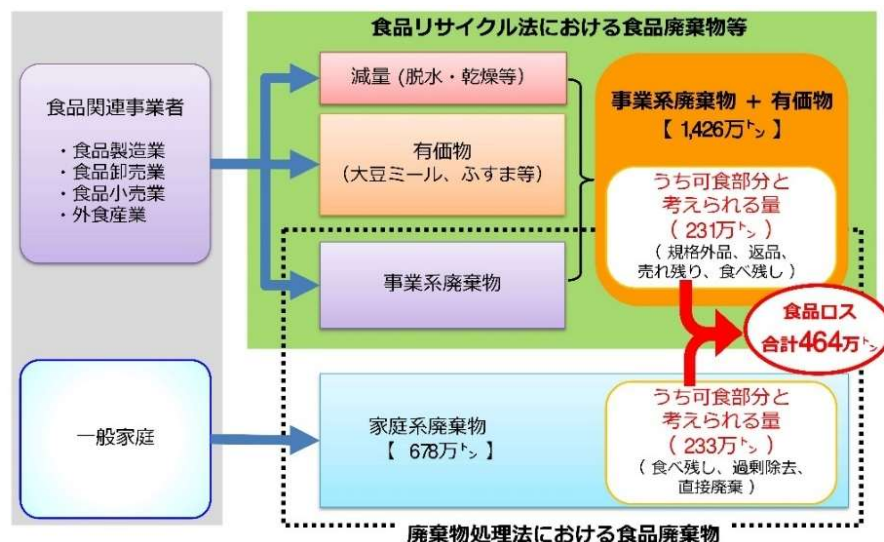 食品リサイクル法における食品廃棄物等
食品関連事業者
・食品製造業
・食品卸売業
・食品小売業
・外食産業
減量 (脱水・乾燥等)
有価物
(大豆ミール、ふすま等)
事業系廃棄物
事業系廃棄物 + 有価物
【 1,426万トン 】
うち可食部分と
考えられる量
( 231万トン )
( 規格外品、返品、
売れ残り、食べ残し )
食品ロス
合計464万トン
一般家庭
家庭系廃棄物
【 678万トン 】
うち可食部分と
考えられる量
( 233万トン )
( 食べ残し、過剰除去、
直接廃棄 )
廃棄物処理法における食品廃棄物